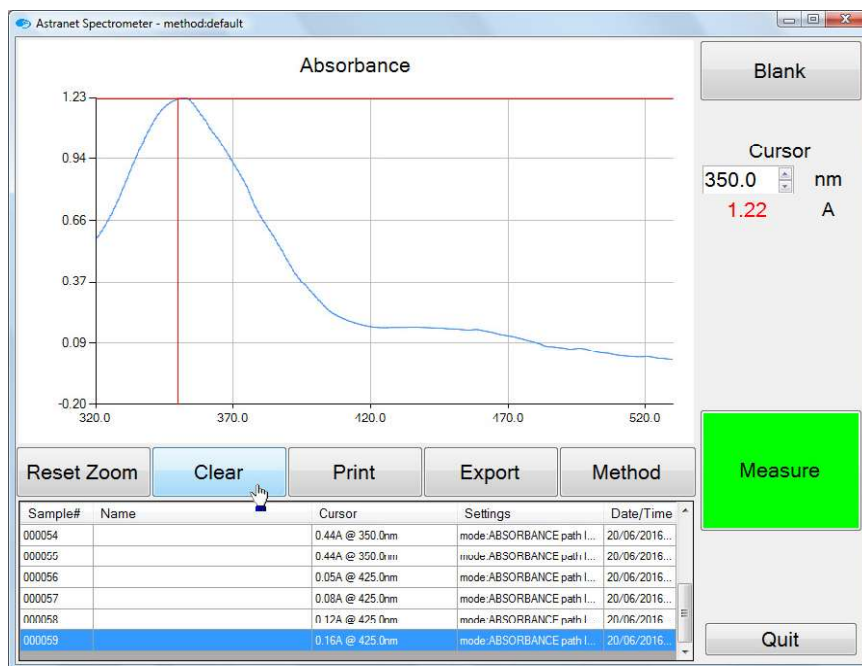 Astranet Spectrometer - method:default
Absorbance
1.23
0.94
0.66
0.37
0.09
-0.20
320.0 370.0 420.0 470.0 520.0
Blank
Cursor
350.0 nm
1.22 A
Reset Zoom Clear Print Export Method
Measure
Sample# Name Cursor Settings Date/Time
000054 0.44A @ 350.0nm mode:ABSORBANCE path l... 20/06/2016...
000055 0.44A @ 350.0nm mode:ABSORBANCE path l... 20/06/2016...
000056 0.05A @ 425.0nm mode:ABSORBANCE path l... 20/06/2016...
000057 0.08A @ 425.0nm mode:ABSORBANCE path l... 20/06/2016...
000058 0.12A @ 425.0nm mode:ABSORBANCE path l... 20/06/2016...
000059 0.16A @ 425.0nm mode:ABSORBANCE path l... 20/06/2016...
Quit